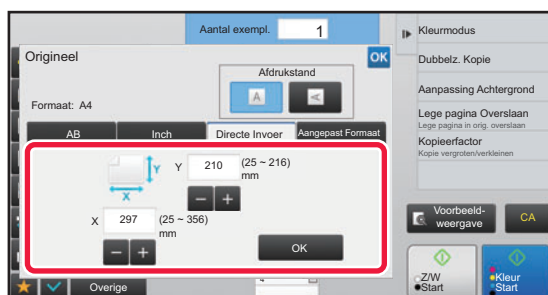 Aantal exempl. 1
Origineel
OK
Afdrukstand
A
A
Formaat: A4
AB
Inch
Directe Invoer
Aangepast Formaat
Y
X
Y 210 (25 ~ 216)
mm
X 297 (25 ~ 356)
mm
OK
Overige
Kleurmodus
Dubbelz. Kopie
Aanpassing Achtergrond
Lege pagina Overslaan
Lege pagina in orig. overslaan
Kopieerfactor
Kopie vergroten/verkleinen
Voorbeeld-
weergave
CA
Z/W
Start
Kleur
Start